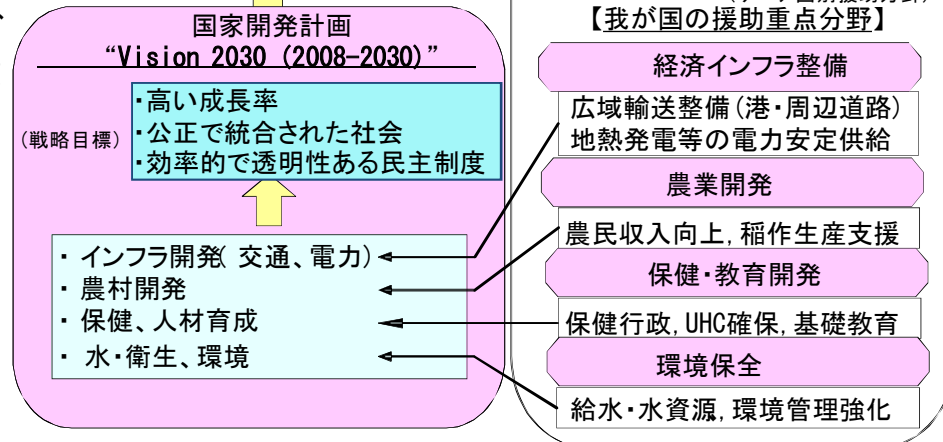 国家開発計画
“Vision 2030 (2008-2030)”
(戦略目標)
・高い成長率
・公正で統合された社会
・効率的で透明性ある民主制度
・ インフラ開発( 交通、電力)
・ 農村開発
・ 保健、人材育成
・ 水・衛生、環境
【我が国の援助重点分野】
経済インフラ整備
広域輸送整備(港・周辺道路)
地熱発電等の電力安定供給
農業開発
農民収入向上, 稲作生産支援
保健・教育開発
保健行政, UHC確保, 基礎教育
環境保全
給水・水資源, 環境管理強化